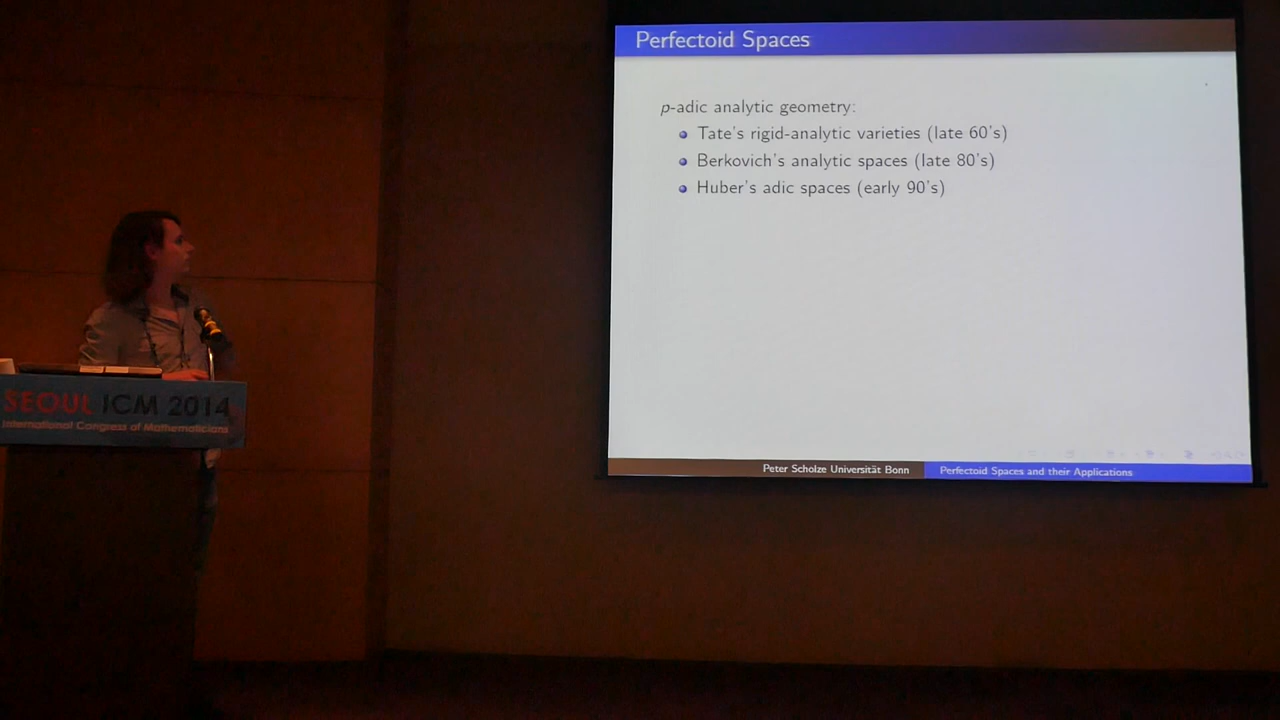 Perfectoid Spaces
p-adic analytic geometry:
Tate's rigid-analytic varieties (late 60's)
Berkovich's analytic spaces (late 80's)
Huber's adic spaces (early 90's)
Peter Scholze Universität Bonn
Perfectoid Spaces and their Applications
SEOUL ICM 2014
International Congress of Mathematicians